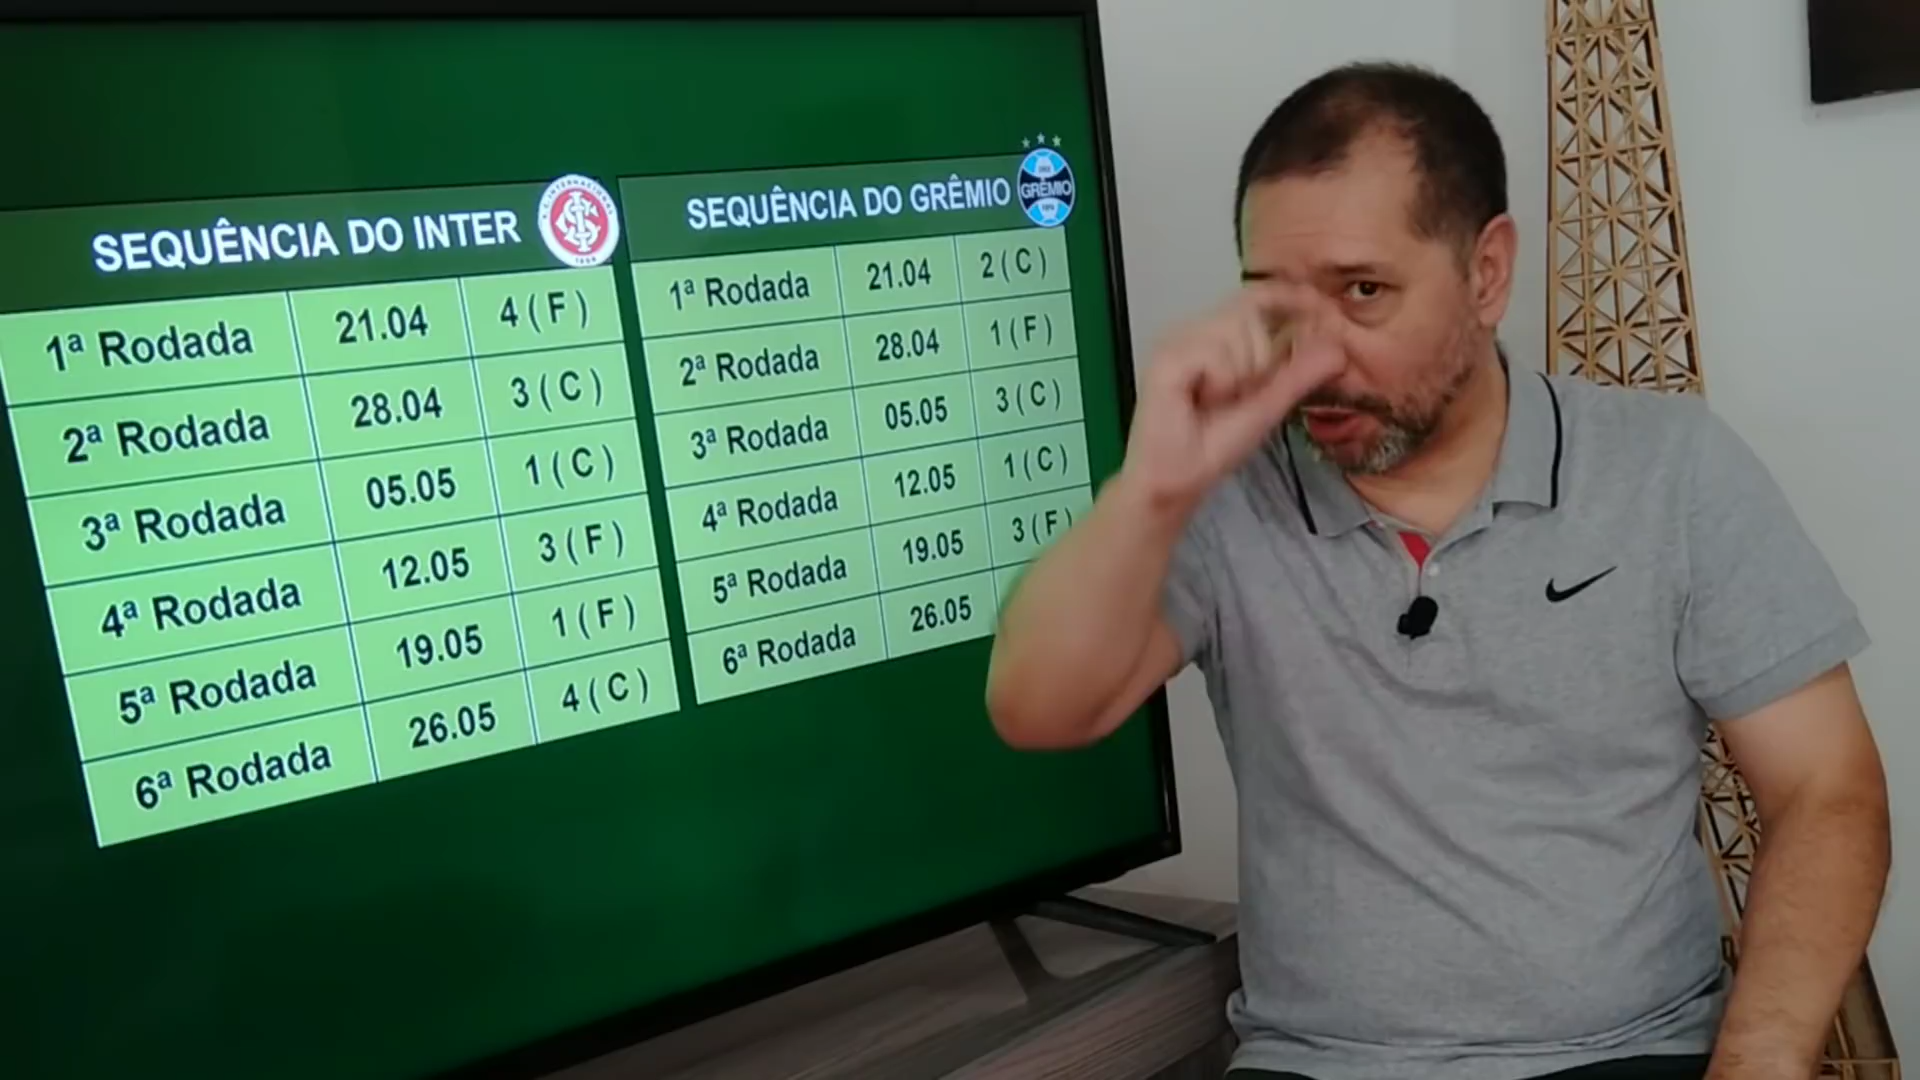 SEQUÊNCIA DO INTER
1ª Rodada 21.04 4 ( F )
2ª Rodada 28.04 3 ( C )
3ª Rodada 05.05 1 ( C )
4ª Rodada 12.05 3 ( F )
5ª Rodada 19.05 1 ( F )
6ª Rodada 26.05 4 ( C )
SEQUÊNCIA DO GRÊMIO
GRÊMIO
1ª Rodada 21.04 2 ( C )
2ª Rodada 28.04 1 ( F )
3ª Rodada 05.05 3 ( C )
4ª Rodada 12.05 1 ( C )
5ª Rodada 19.05 3 ( F )
6ª Rodada 26.05